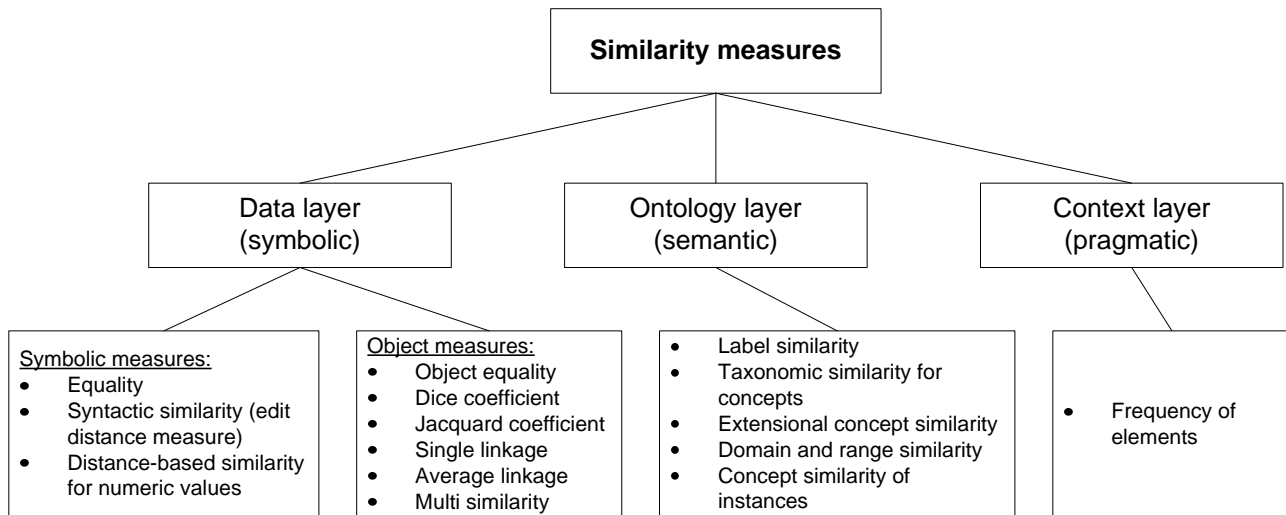 Similarity measures
Data layer
(symbolic)
Ontology layer
(semantic)
Context layer
(pragmatic)
Symbolic measures:
• Equality
• Syntactic similarity (edit
distance measure)
• Distance-based similarity
for numeric values
Object measures:
• Object equality
• Dice coefficient
• Jacquard coefficient
• Single linkage
• Average linkage
• Multi similarity
• Label similarity
• Taxonomic similarity for
concepts
• Extensional concept similarity
• Domain and range similarity
• Concept similarity of
instances
• Frequency of
elements